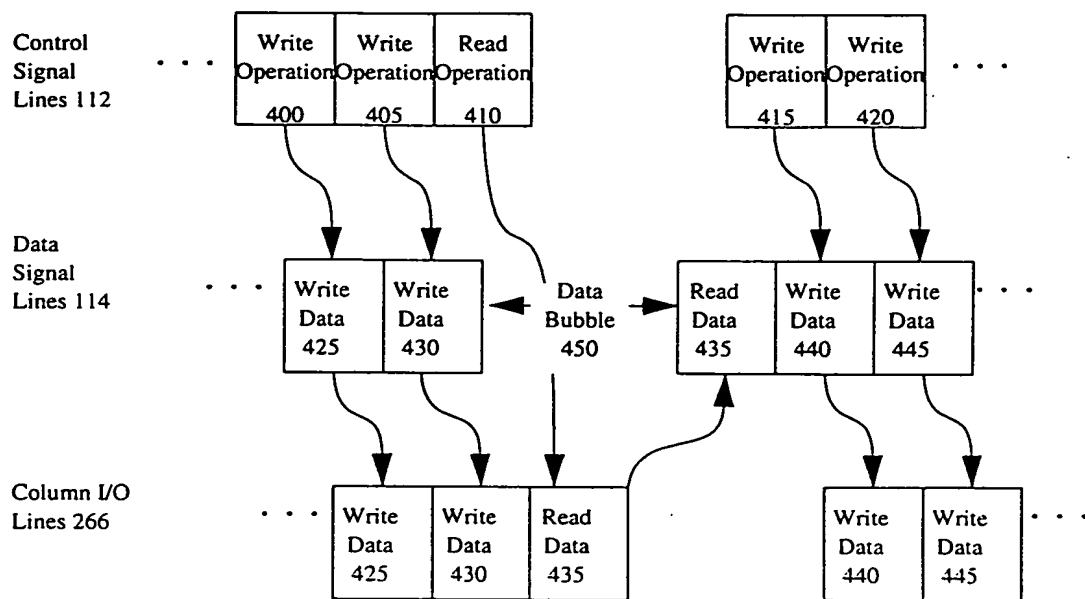 Control
Signal
Lines 112
Write
Operation
400
Write
Operation
405
Read
Operation
410
Write
Operation
415
Write
Operation
420
Data
Signal
Lines 114
Write
Data
425
Write
Data
430
Data
Bubble
450
Read
Data
435
Write
Data
440
Write
Data
445
Column I/O
Lines 266
Write
Data
425
Write
Data
430
Read
Data
435
Write
Data
440
Write
Data
445